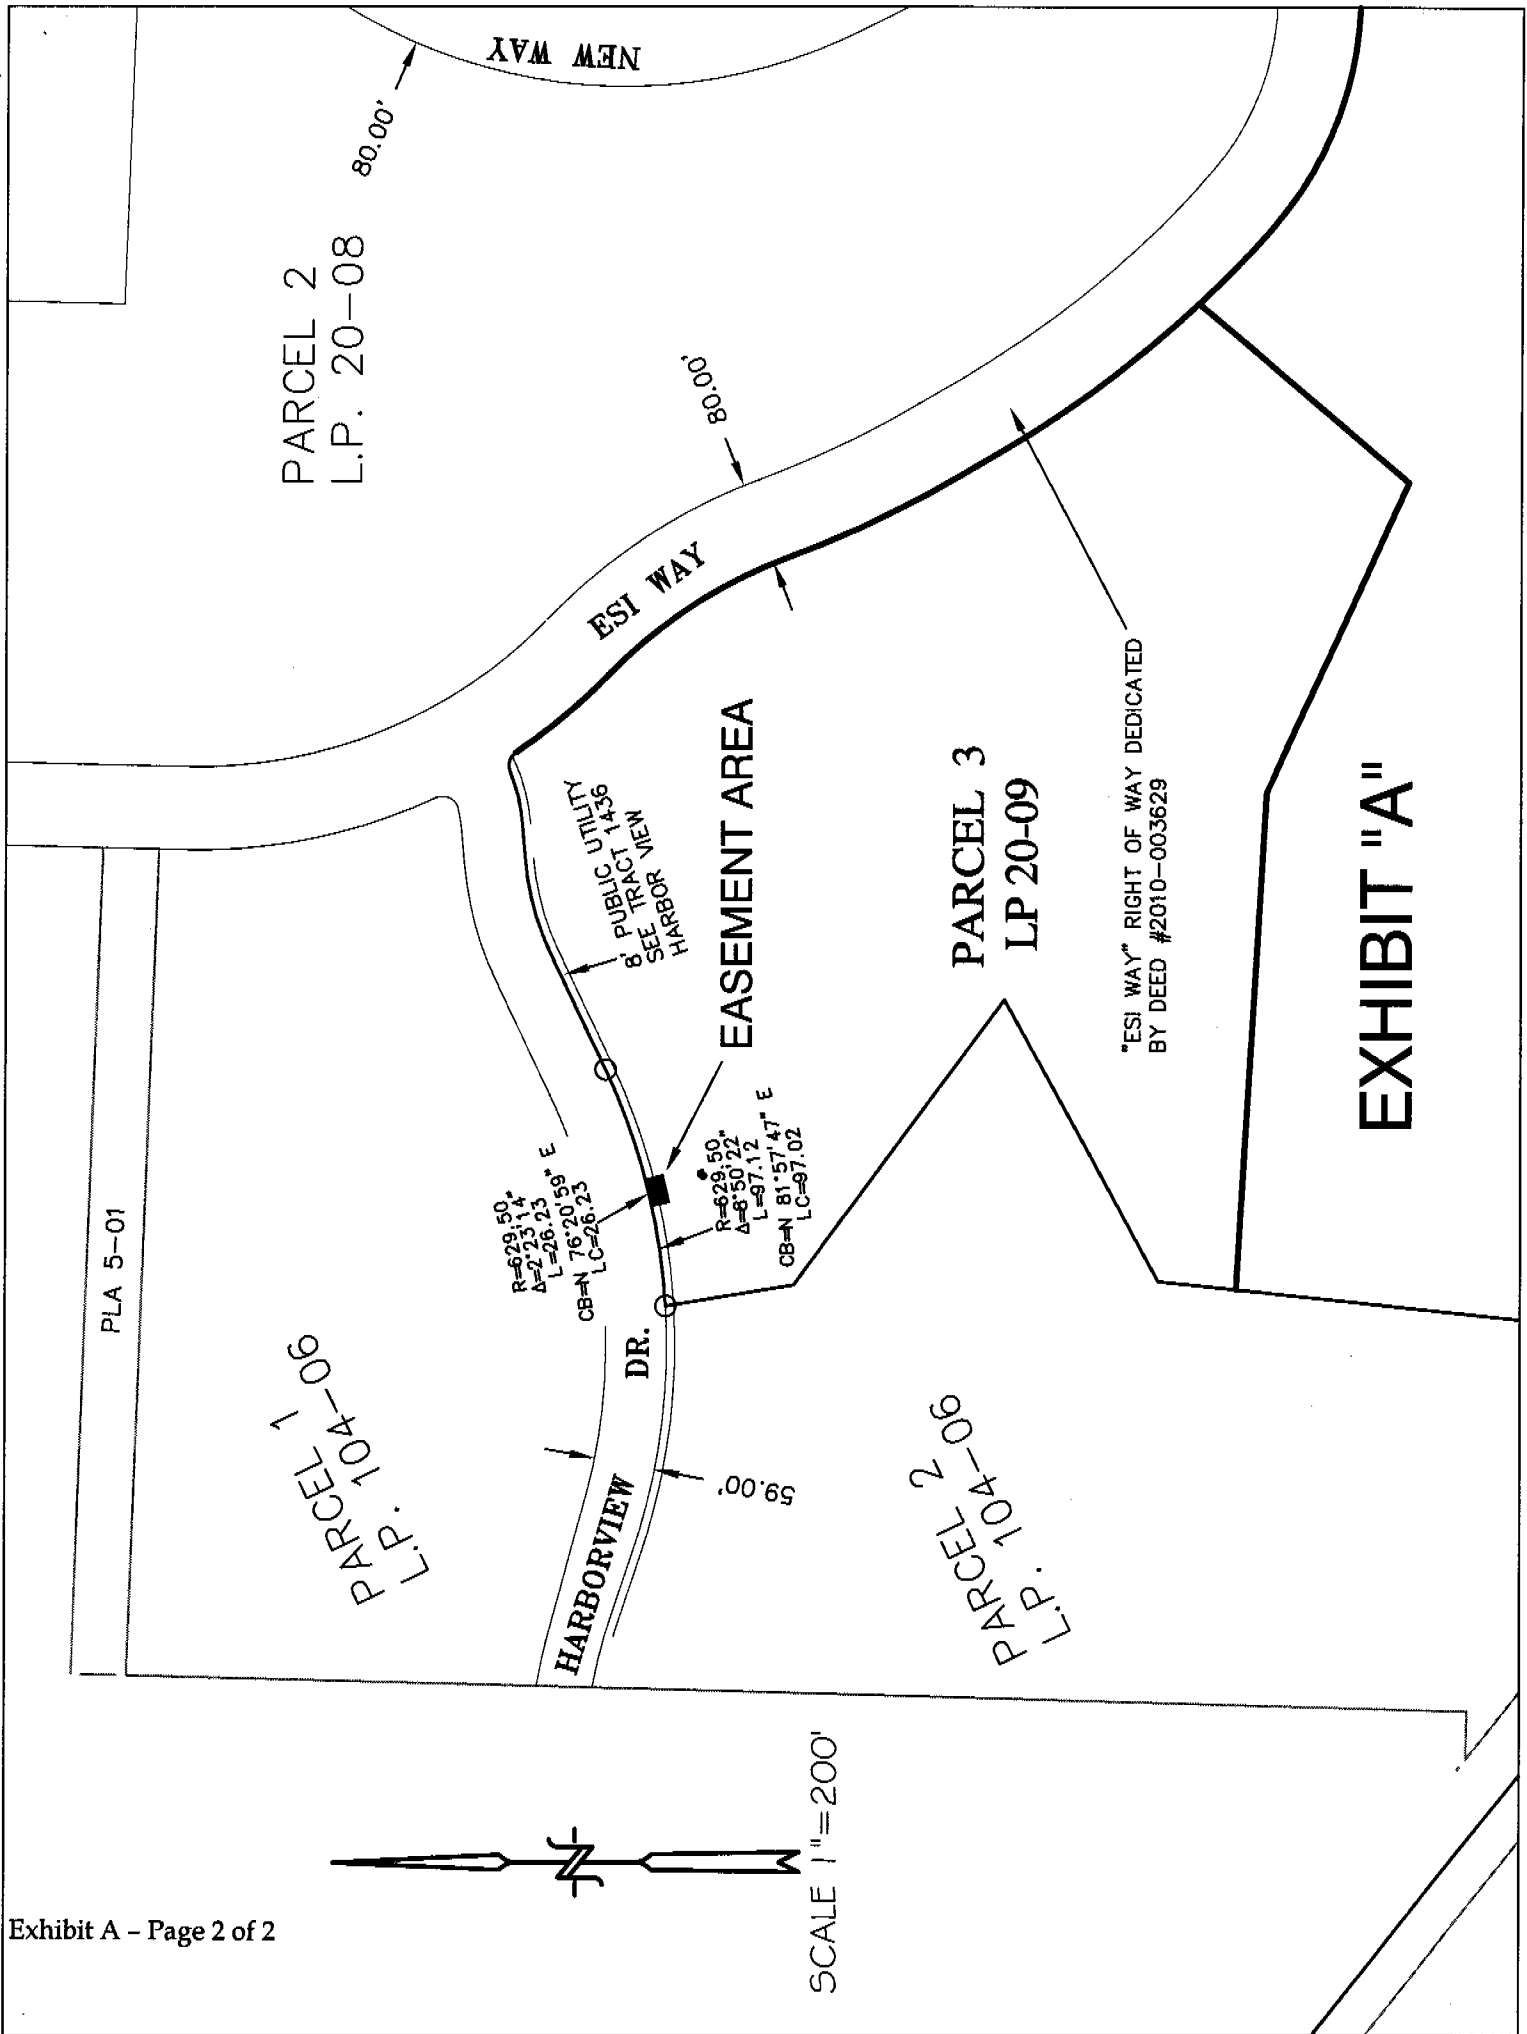 NEW WAY
80.00'
PARCEL 2
L.P. 20-08
80.00'
ESI WAY
8' PUBLIC UTILITY
SEE TRACT 1436
HARBOR VIEW
EASEMENT AREA
PARCEL 3
LP 20-09
"ESI WAY" RIGHT OF WAY DEDICATED
BY DEED #2010-003629
EXHIBIT "A"
PLA 5-01
R=629.50'
Δ=2°23'14"
L=26.23
CB=N 76°20'59" E
LC=26.23
R=629.50'
Δ=8°50'22"
L=97.12
CB=N 81°57'47" E
LC=97.02
PARCEL 1
L.P. 104-06
HARBORVIEW DR.
59.00'
PARCEL 2
L.P. 104-06
N
SCALE 1"=200'
Exhibit A - Page 2 of 2